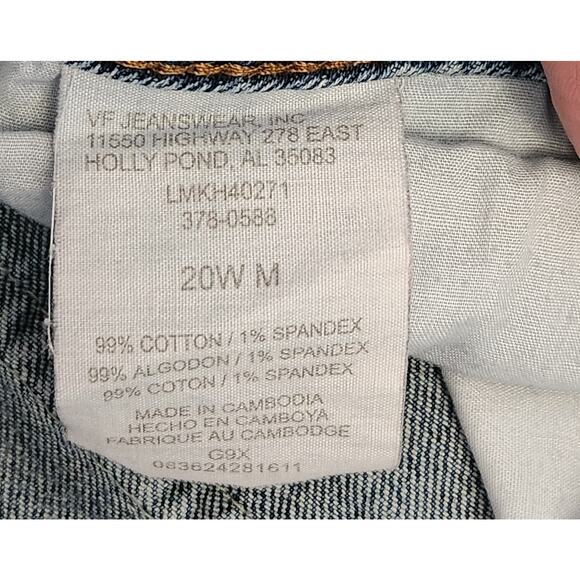 VF JEANSWEAR, INC
11550 HIGHWAY 278 EAST
HOLLY POND, AL 35083
LMKH40271
378-0588
20W M
99% COTTON / 1% SPANDEX
99% ALGODON / 1% SPANDEX
99% COTON / 1% SPANDEX
MADE IN CAMBODIA
HECHO EN CAMBOYA
FABRIQUE AU CAMBODGE
G9X
083624281611